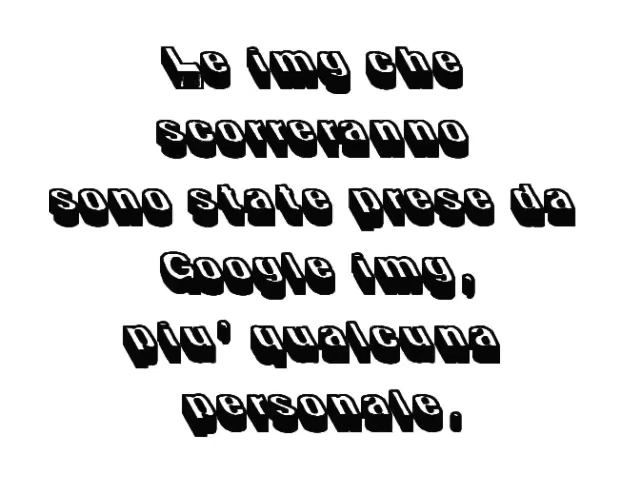 Le img che
scorreranno
sono state prese da
Google img,
piu' qualcuna
personale.